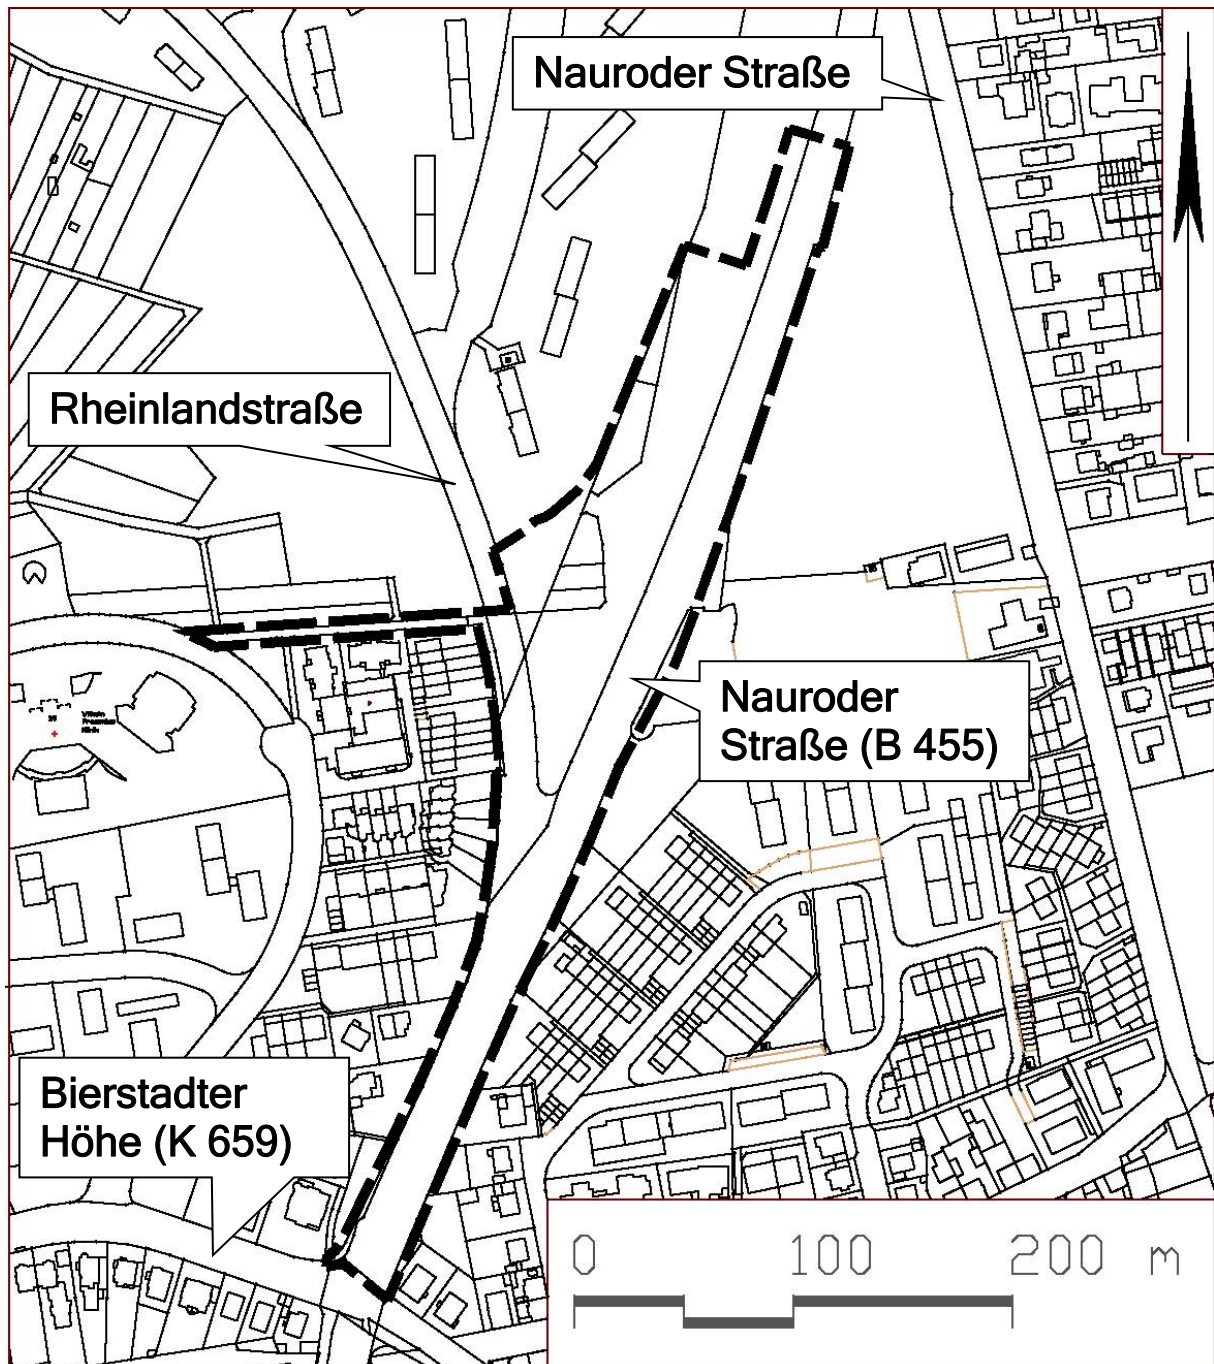 Nauroder Straße
Rheinlandstraße
Nauroder
Straße (B 455)
Bierstadter
Höhe (K 659)
0 100 200 m